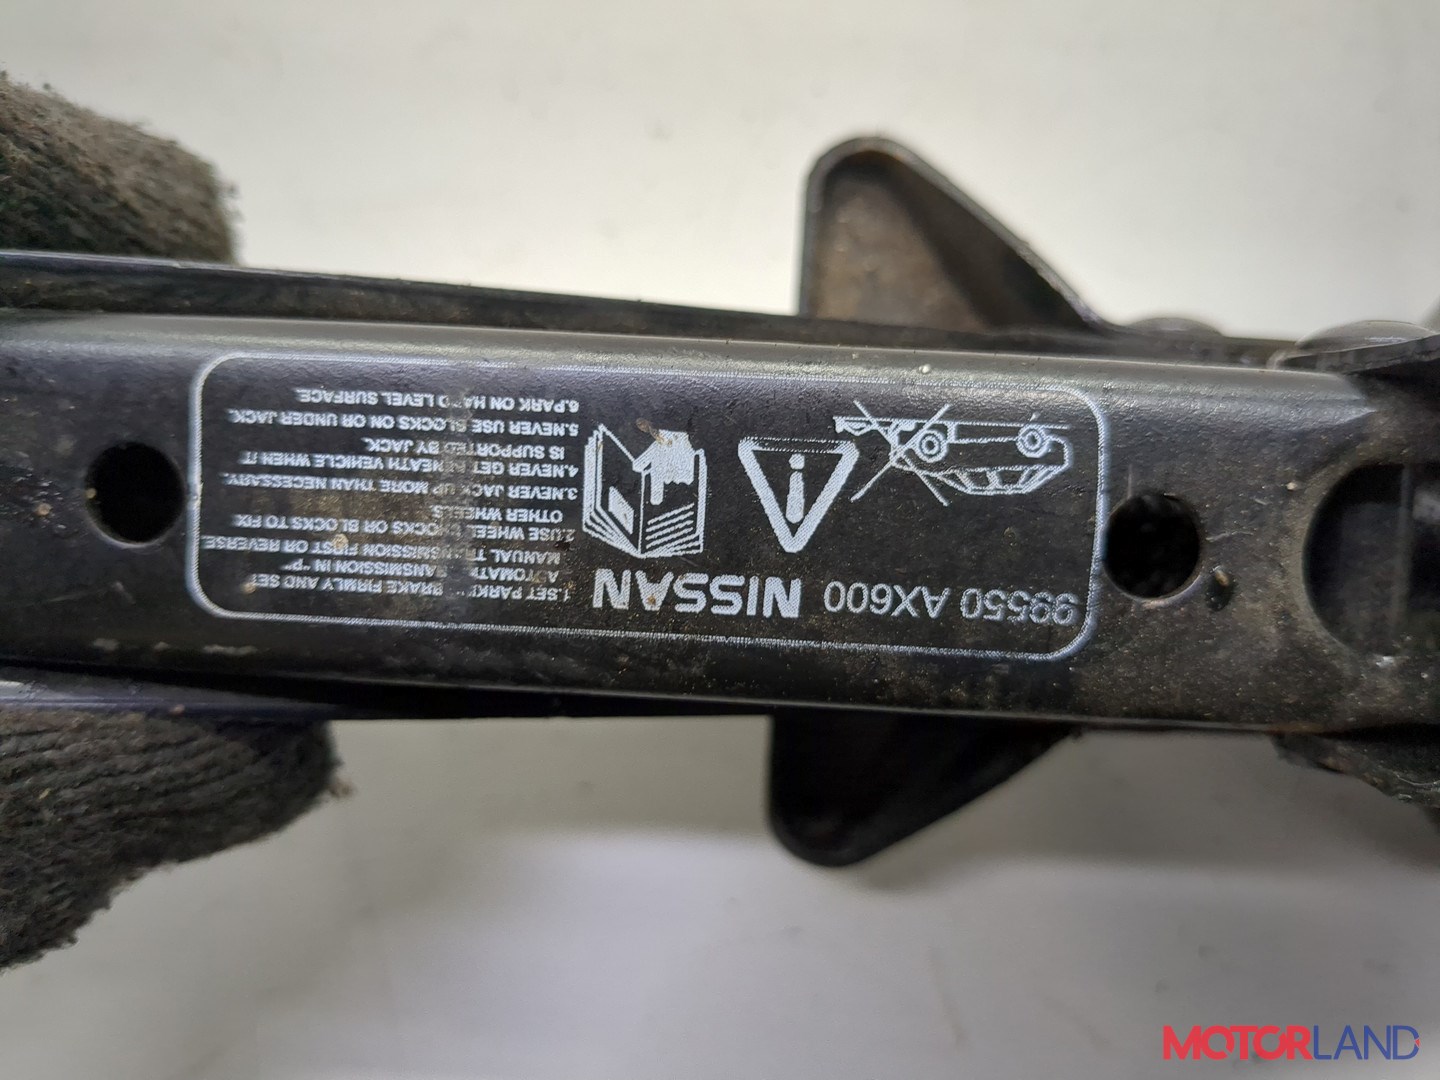 99550 AX600 NISSAN
1.SET PARKING BRAKE FIRMLY AND SET
AUTOMATIC TRANSMISSION IN "P"
MANUAL TRANSMISSION FIRST OR REVERSE.
2.USE WHEEL BLOCKS OR BLOCKS TO FIX
OTHER WHEELS.
3.NEVER JACK UP MORE THAN NECESSARY.
4.NEVER GET BENEATH VEHICLE WHEN IT
IS SUPPORTED BY JACK.
5.NEVER USE BLOCKS ON OR UNDER JACK.
6.PARK ON HARD LEVEL SURFACE.
MOTORLAND